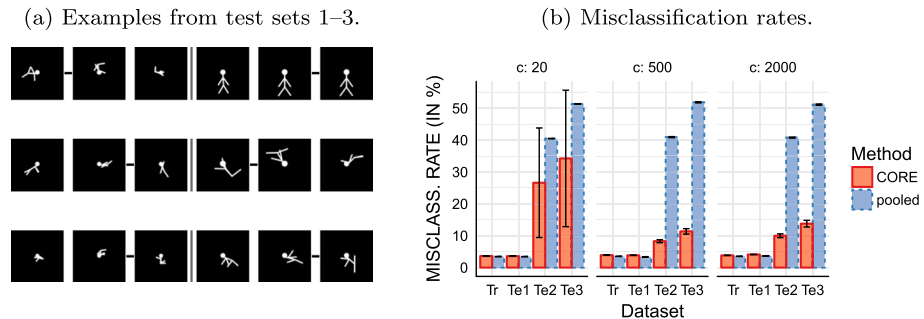 (a) Examples from test sets 1–3.
(b) Misclassification rates.
c: 20
c: 500
c: 2000
MISCLASS. RATE (IN %)
50
40
30
20
10
0
Tr Te1 Te2 Te3
Tr Te1 Te2 Te3
Tr Te1 Te2 Te3
Dataset
Method
CORE
pooled